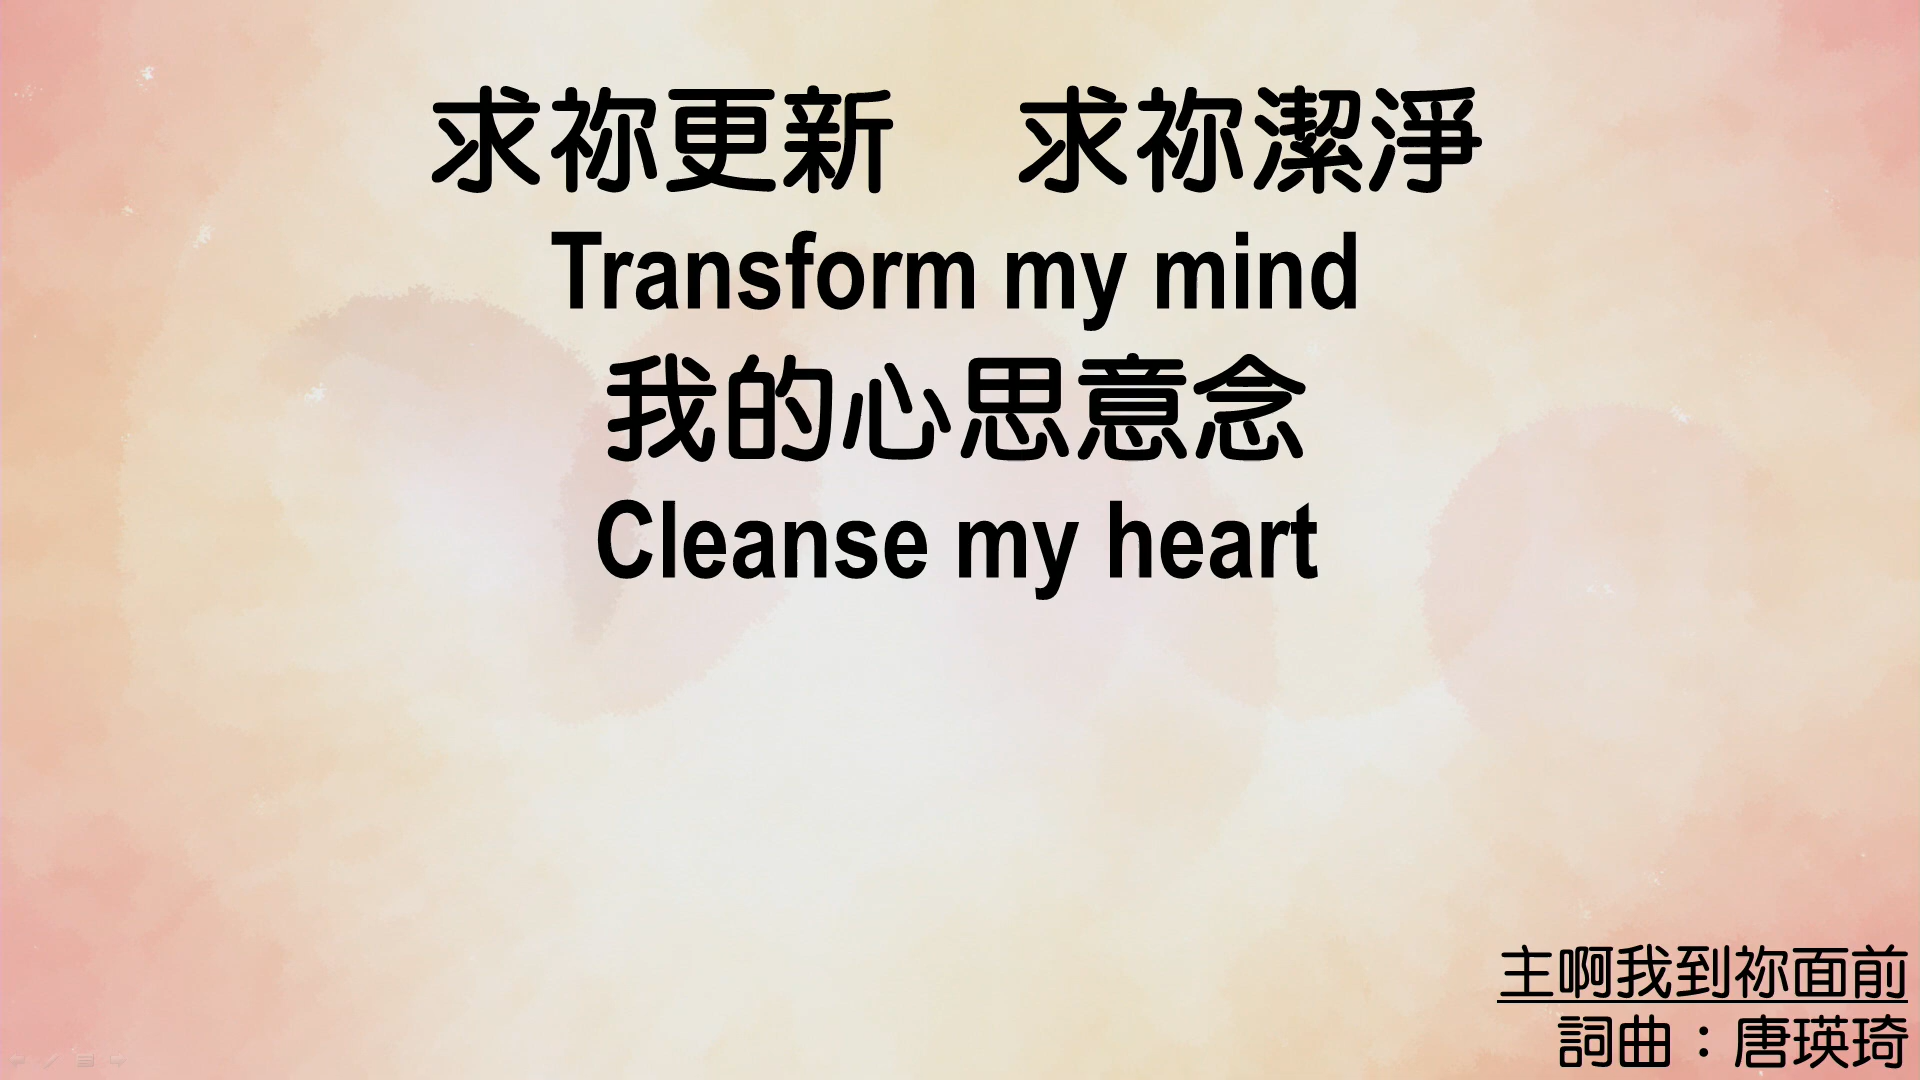 求祢更新　求祢潔淨
Transform my mind
我的心思意念
Cleanse my heart
主啊我到祢面前
詞曲：唐瑛琦